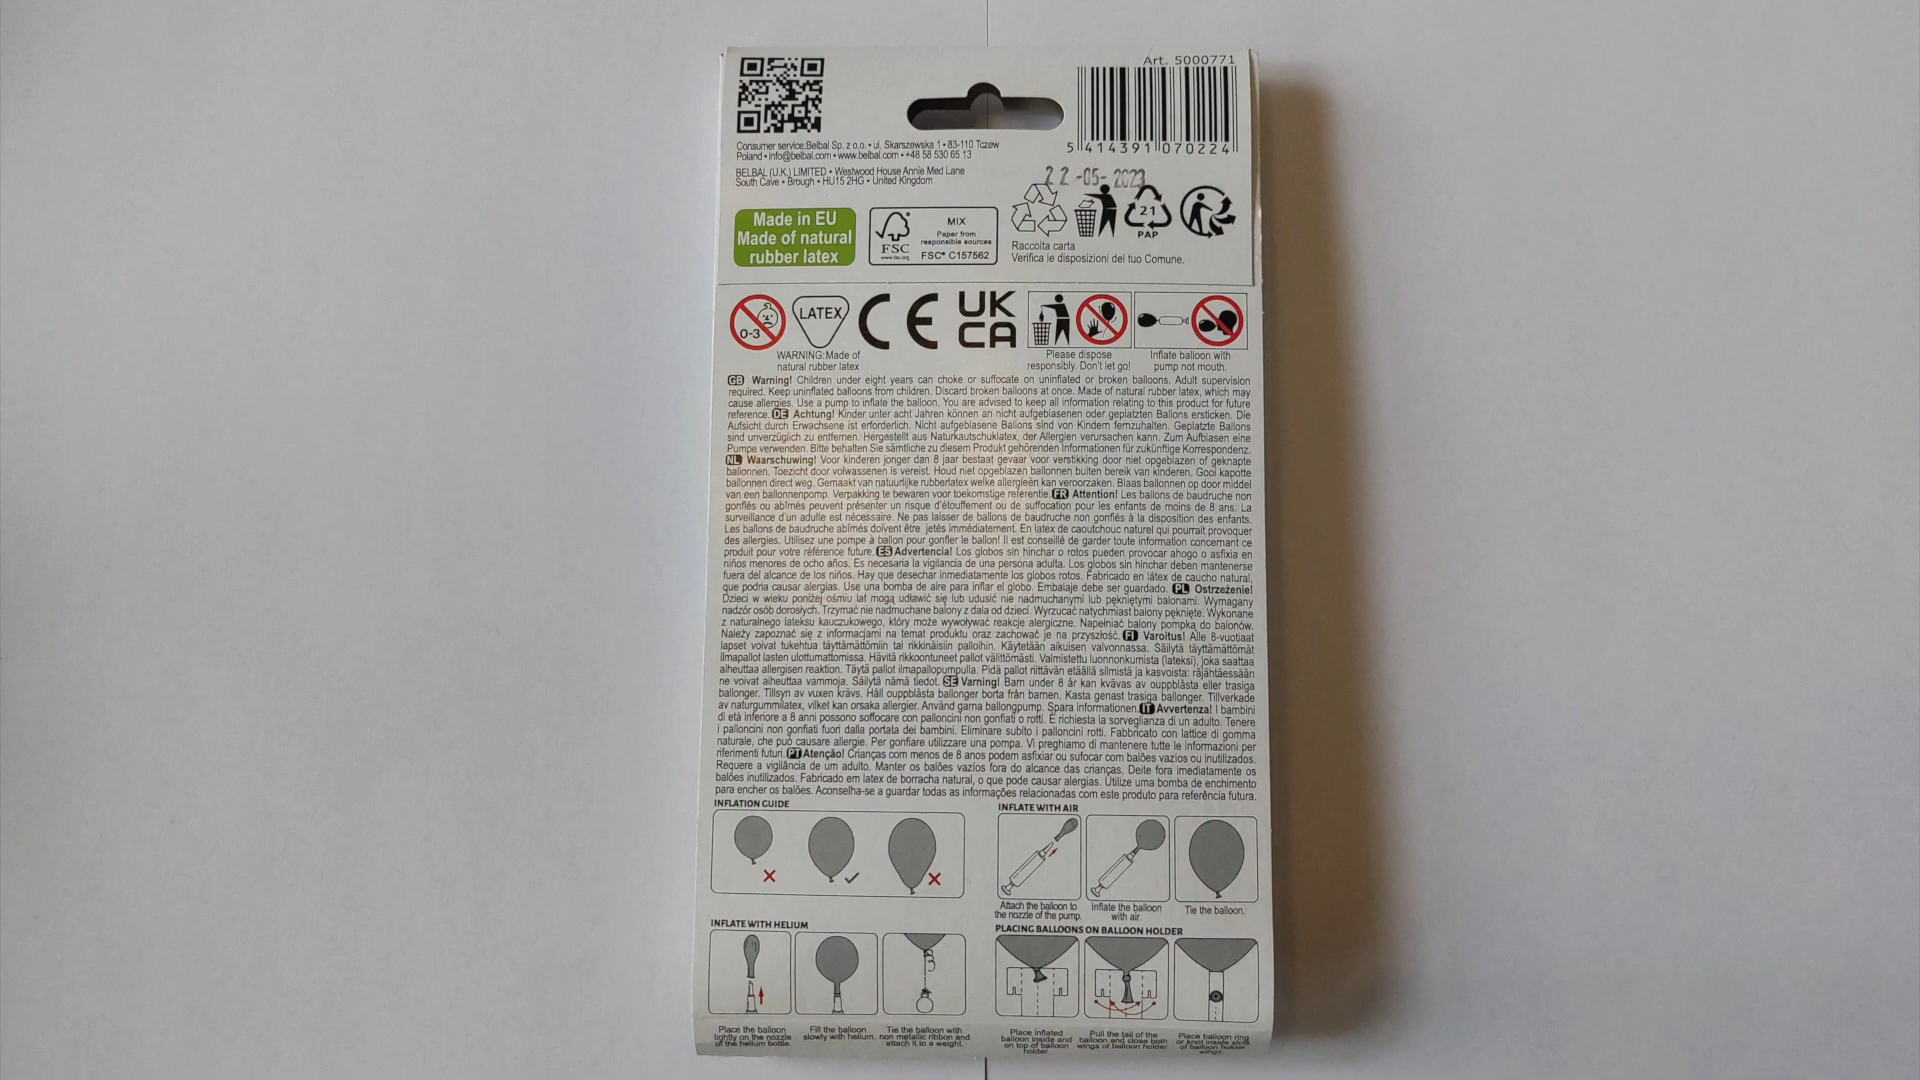 Art. 5000771
5 414391 070224
Consumer service:Belbal Sp. z o.o. • ul. Skarszewska 1 • 83-110 Tczew
Poland • info@belbal.com • www.belbal.com • +48 58 530 65 13
BELBAL (U.K.) LIMITED • Westwood House Annie Med Lane
South Cave • Brough • HU15 2HG • United Kingdom
22-05-2023
Made in EU
Made of natural
rubber latex
FSC
www.fsc.org
MIX
Paper from
responsible sources
FSC® C157562
21
PAP
Raccolta carta
Verifica le disposizioni del tuo Comune.
0-3
LATEX
CE
UK
CA
WARNING:Made of
natural rubber latex
Please dispose
responsibly. Don't let go!
Inflate balloon with
pump not mouth.
GB Warning! Children under eight years can choke or suffocate on uninflated or broken balloons. Adult supervision
required. Keep uninflated balloons from children. Discard broken balloons at once. Made of natural rubber latex, which may
cause allergies. Use a pump to inflate the balloon. You are advised to keep all information relating to this product for future
reference. DE Achtung! Kinder unter acht Jahren können an nicht aufgeblasenen oder geplatzten Ballons ersticken. Die
Aufsicht durch Erwachsene ist erforderlich. Nicht aufgeblasene Ballons sind von Kindern fernzuhalten. Geplatzte Ballons
sind unverzüglich zu entfernen. Hergestellt aus Naturkautschuklatex, der Allergien verursachen kann. Zum Aufblasen eine
Pumpe verwenden. Bitte behalten Sie sämtliche zu diesem Produkt gehörenden Informationen für zukünftige Korrespondenz.
NL Waarschuwing! Voor kinderen jonger dan 8 jaar bestaat gevaar voor verstikking door niet opgeblazen of geknapte
ballonnen. Toezicht door volwassenen is vereist. Houd niet opgeblazen ballonnen buiten bereik van kinderen. Gooi kapotte
ballonnen direct weg. Gemaakt van natuurlijke rubberlatex welke allergieën kan veroorzaken. Blaas ballonnen op door middel
van een ballonnenpomp. Verpakking te bewaren voor toekomstige referentie. FR Attention! Les ballons de baudruche non
gonflés ou abîmés peuvent présenter un risque d'étouffement ou de suffocation pour les enfants de moins de 8 ans. La
surveillance d'un adulte est nécessaire. Ne pas laisser de ballons de baudruche non gonflés à la disposition des enfants.
Les ballons de baudruche abîmés doivent être jetés immédiatement. En latex de caoutchouc naturel qui pourrait provoquer
des allergies. Utilisez une pompe à ballon pour gonfler le ballon! Il est conseillé de garder toute information concernant ce
produit pour votre référence future. ES Advertencia! Los globos sin hinchar o rotos pueden provocar ahogo o asfixia en
niños menores de ocho años. Es necesaria la vigilancia de una persona adulta. Los globos sin hinchar deben mantenerse
fuera del alcance de los niños. Hay que desechar inmediatamente los globos rotos. Fabricado en látex de caucho natural,
que podria causar alergias. Use una bomba de aire para inflar el globo. Embalaje debe ser guardado. PL Ostrzeżenie!
Dzieci w wieku poniżej ośmiu lat mogą udławić się lub udusić nie nadmuchanymi lub pękniętymi balonami. Wymagany
nadzór osób dorosłych. Trzymać nie nadmuchane balony z dala od dzieci. Wyrzucać natychmiast balony pęknięte. Wykonane
z naturalnego lateksu kauczukowego, który może wywoływać reakcje alergiczne. Napełniać balony pompką do balonów.
Należy zapoznać się z informacjami na temat produktu oraz zachować je na przyszłość. FI Varoitus! Alle 8-vuotiaat
lapset voivat tukehtua täyttämättömiin tai rikkinäisiin palloihin. Käytetään aikuisen valvonnassa. Säilytä täyttämättömät
ilmapallot lasten ulottumattomissa. Hävitä rikkoontuneet pallot välittömästi. Valmistettu luonnonkumista (lateksi), joka saattaa
aiheuttaa allergisen reaktion. Täytä pallot ilmapallopumpulla. Pidä pallot riittävän etäällä silmistä ja kasvoista: räjähtäessään
ne voivat aiheuttaa vammoja. Säilytä nämä tiedot. SE Varning! Barn under 8 år kan kvävas av ouppblåsta eller trasiga
ballonger. Tillsyn av vuxen krävs. Håll ouppblåsta ballonger borta från barnen. Kasta genast trasiga ballonger. Tillverkade
av naturgummilatex, vilket kan orsaka allergier. Använd garna ballongpump. Spara informationen. IT Avvertenza! I bambini
di età inferiore a 8 anni possono soffocare con palloncini non gonfiati o rotti. É richiesta la sorveglianza di un adulto. Tenere
i palloncini non gonfiati fuori dalla portata dei bambini. Eliminare subito i palloncini rotti. Fabbricato con lattice di gomma
naturale, che può causare allergie. Per gonfiare utilizzare una pompa. Vi preghiamo di mantenere tutte le informazioni per
riferimenti futuri. PT Atenção! Crianças com menos de 8 anos podem asfixiar ou sufocar com balões vazios ou inutilizados.
Requere a vigilância de um adulto. Manter os balões vazios fora do alcance das crianças. Deite fora imediatamente os
balões inutilizados. Fabricado em latex de borracha natural, o que pode causar alergias. Utilize uma bomba de enchimento
para encher os balões. Aconselha-se a guardar todas as informações relacionadas com este produto para referência futura.
INFLATION GUIDE
INFLATE WITH AIR
Attach the balloon to
the nozzle of the pump.
Inflate the balloon
with air.
Tie the balloon.
INFLATE WITH HELIUM
Place the balloon
tightly on the nozzle
of the helium bottle.
Fill the balloon
slowly with helium.
Tie the balloon with
non metallic ribbon and
attach it to a weight.
PLACING BALLOONS ON BALLOON HOLDER
Place inflated
balloon inside and
on top of balloon
holder.
Pull the tail of the
balloon and close both
wings of balloon holder
Place balloon ring
or knot inside slots
of balloon holder
wings.